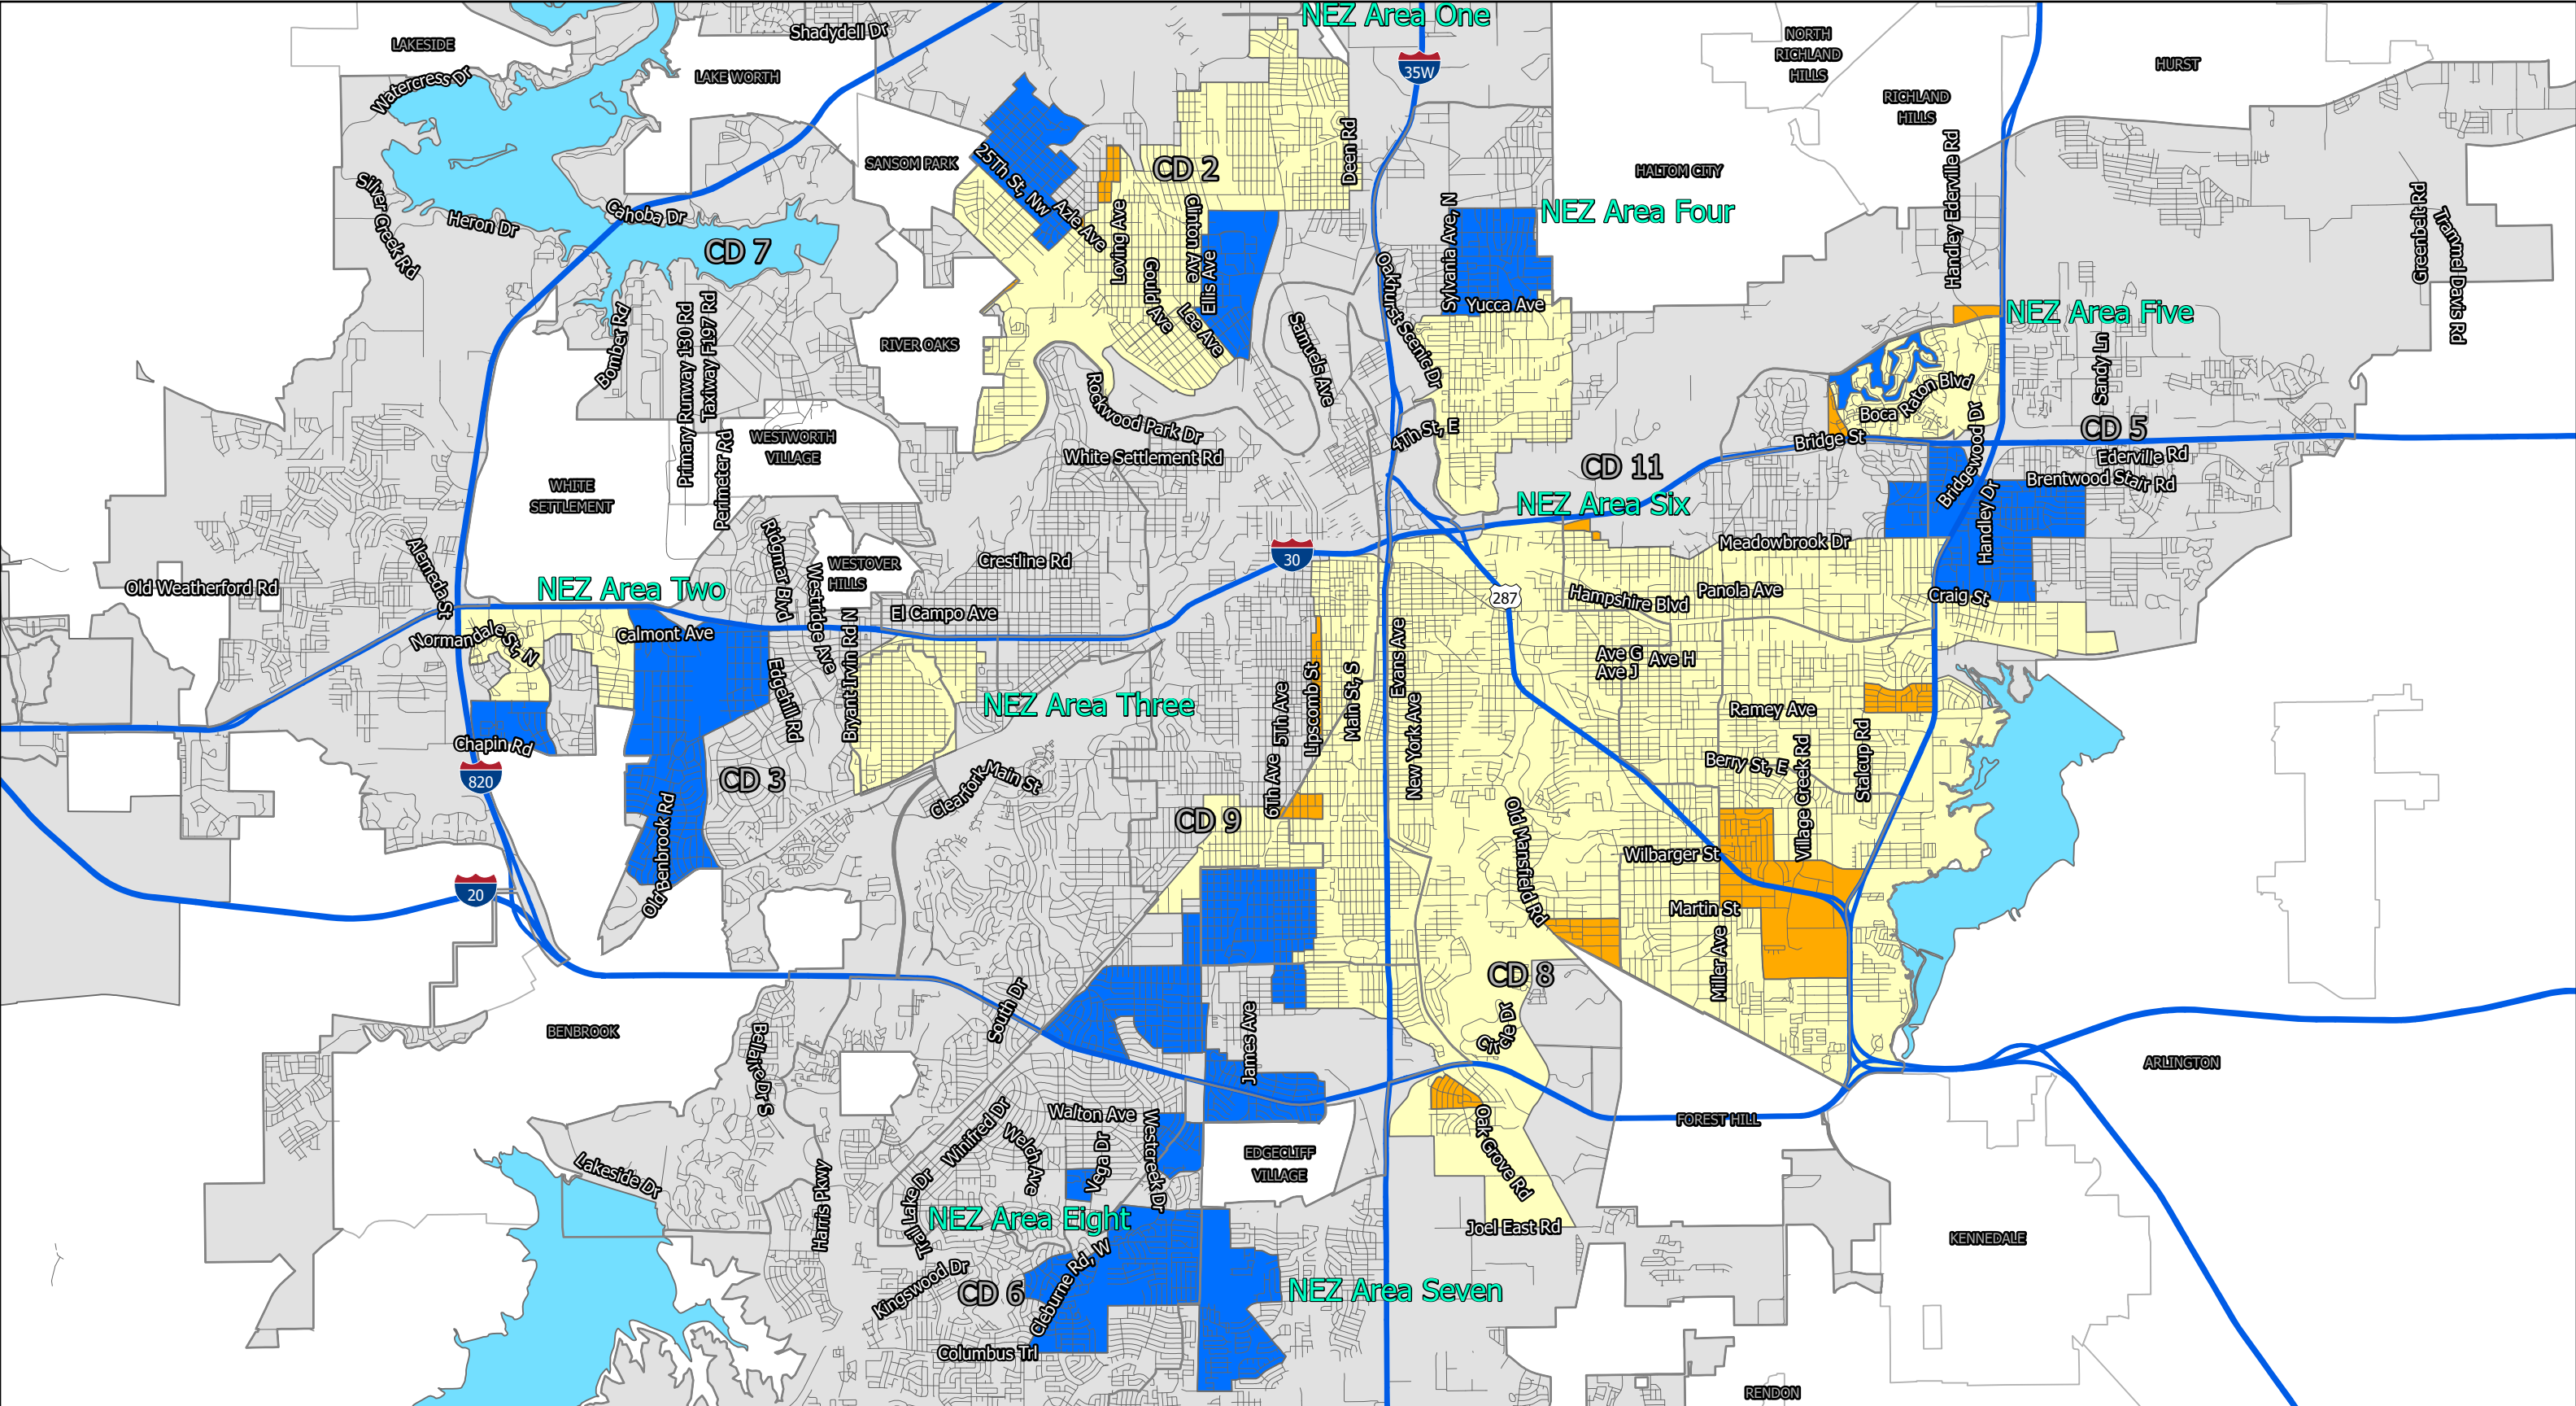 NEZ Area One
Shadydell Dr
LAKESIDE
NORTH
RICHLAND
HILLS
HURST
35W
LAKE WORTH
Watercress Dr
RICHLAND
HILLS
Deen Rd
SANSOM PARK
25Th St, NW
CD 2
HALTOM CITY
Handley Ederville Rd
Silver Creek Rd
Heron Dr
Cahoba Dr
Azle Ave
Loving Ave
Clinton Ave
Sylvania Ave, N
NEZ Area Four
Greenbelt Rd
Trammel Davis Rd
CD 7
Gould Ave
Ellis Ave
Oakhurst Scenic Dr
Yucca Ave
NEZ Area Five
Bomber Rd
Primary Runway 130 Rd
Taxiway F197 Rd
RIVER OAKS
Lee Ave
Samuels Ave
Sandy Ln
Rockwood Park Dr
Boca Raton Blvd
WESTWORTH
VILLAGE
Perimeter Rd
White Settlement Rd
4Th St, E
Bridge St
Bridgewood Dr
CD 5
Ederville Rd
CD 11
Brentwood Stair Rd
WHITE
SETTLEMENT
NEZ Area Six
Handley Dr
Ridgmar Blvd
Alameda St
WESTOVER
HILLS
Crestline Rd
30
Meadowbrook Dr
Old Weatherford Rd
NEZ Area Two
Westridge Ave
El Campo Ave
287
Hampshire Blvd
Panola Ave
Craig St
Normandale St, N
Calmont Ave
Bryant Irvin Rd N
Edgehill Rd
NEZ Area Three
5Th Ave
Lipscomb St
Main St, S
Evans Ave
Ave G
Ave H
Ave J
Ramey Ave
Chapin Rd
820
CD 3
Clearfork Main St
6Th Ave
New York Ave
Berry St, E
Village Creek Rd
Stalcup Rd
CD 9
Old Mansfield Rd
Wilbarger St
Old Benbrook Rd
20
Martin St
Miller Ave
CD 8
South Dr
BENBROOK
Bellaire Dr S
James Ave
Circle Dr
ARLINGTON
Walton Ave
FOREST HILL
Winifred Dr
Welch Ave
Vega Dr
Westcreek Dr
EDGECLIFF
VILLAGE
Oak Grove Rd
Lakeside Dr
Harris Pkwy
Trail Lake Dr
NEZ Area Eight
Joel East Rd
KENNEDALE
Kingswood Dr
CD 6
Cleburne Rd, W
NEZ Area Seven
Columbus Trl
RENDON